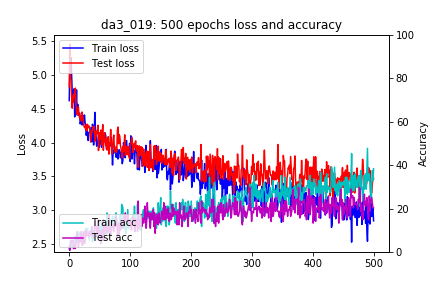 da3_019: 500 epochs loss and accuracy
Train loss
Test loss
Train acc
Test acc
Loss
5.5
5.0
4.5
4.0
3.5
3.0
2.5
Accuracy
100
80
60
40
20
0
0
100
200
300
400
500